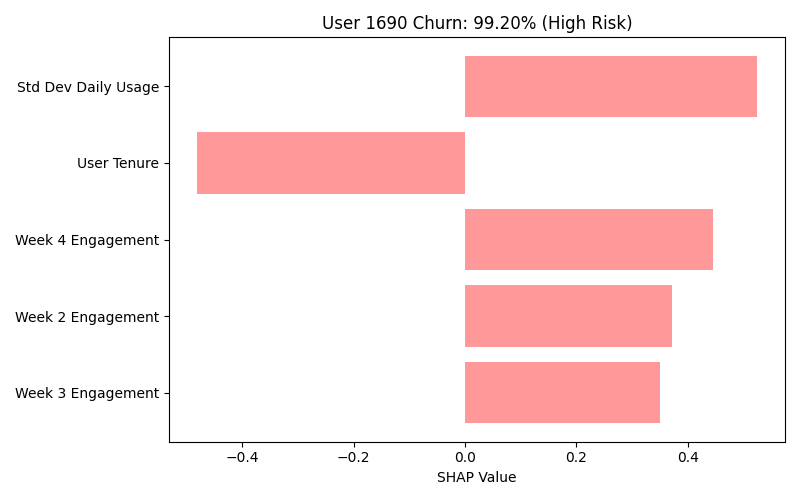 User 1690 Churn: 99.20% (High Risk)
Std Dev Daily Usage
User Tenure
Week 4 Engagement
Week 2 Engagement
Week 3 Engagement
−0.4 −0.2 0.0 0.2 0.4
SHAP Value